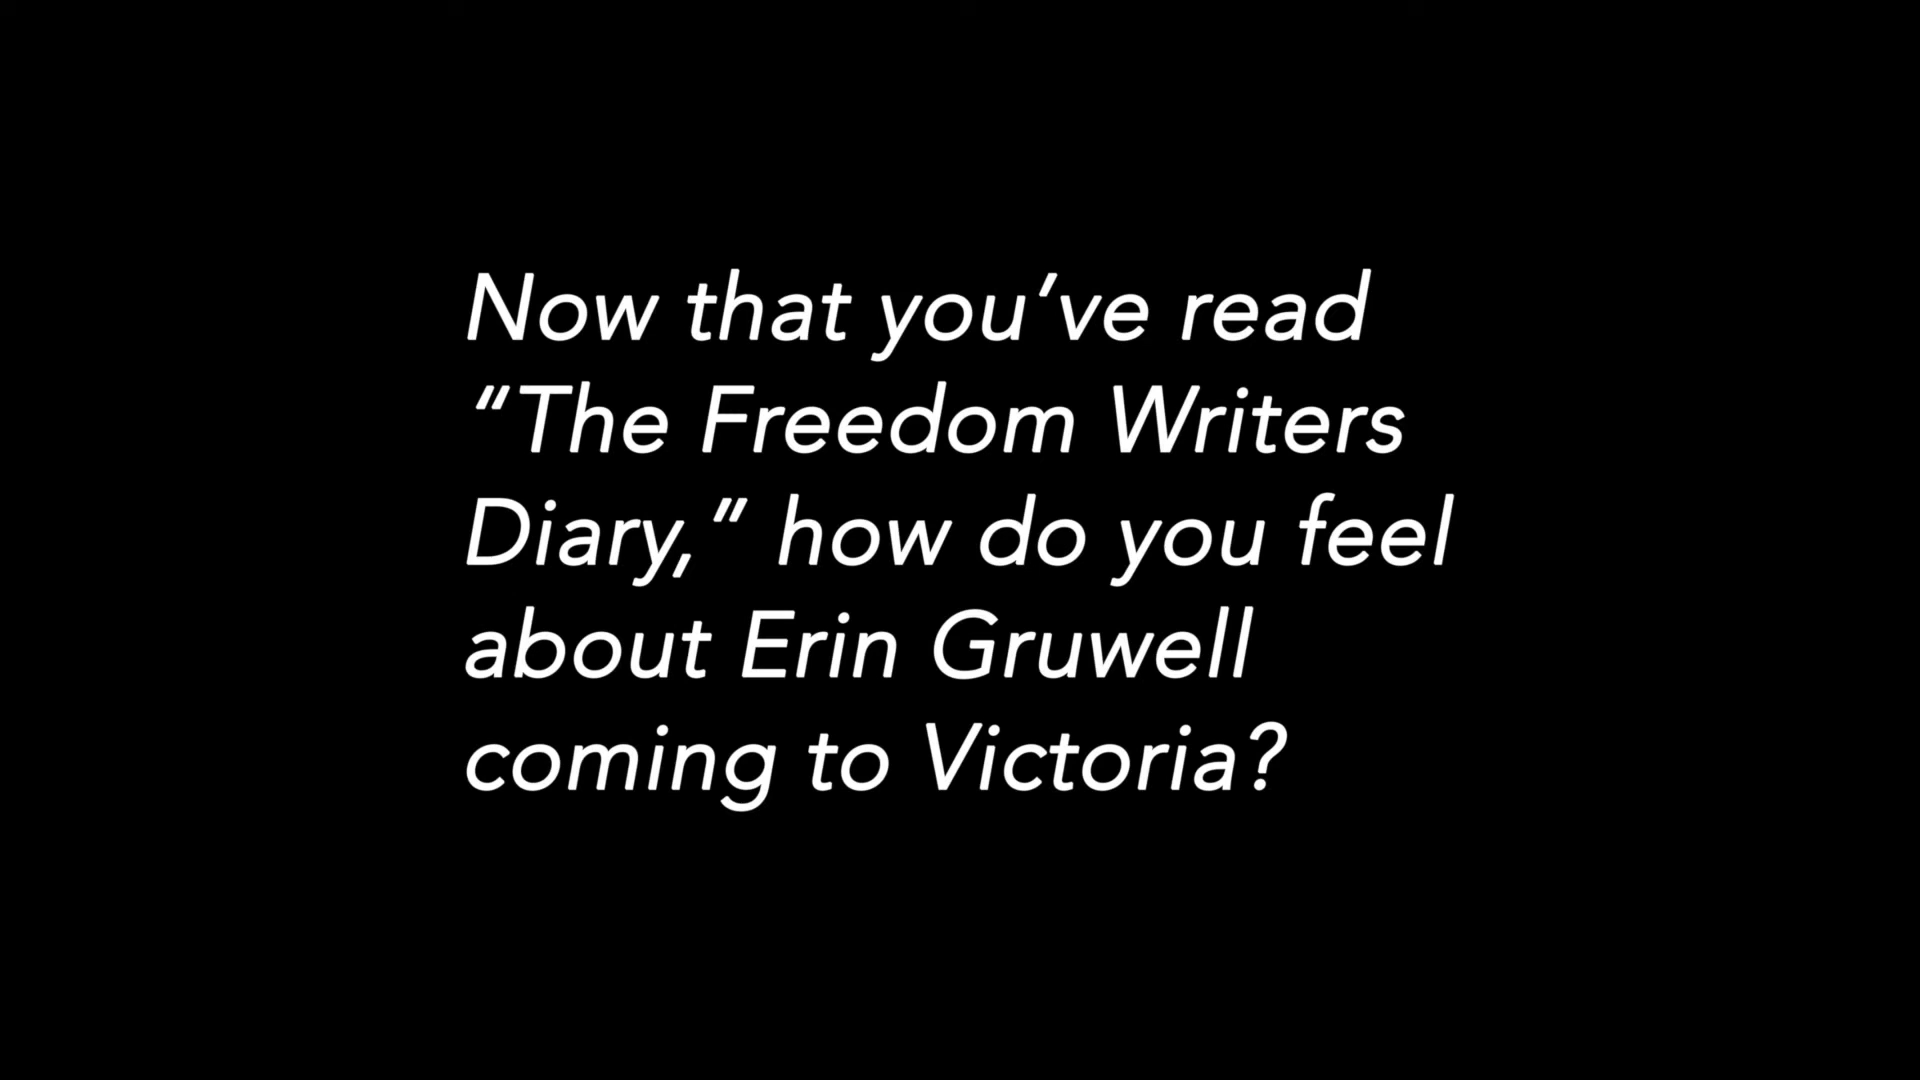 Now that you’ve read
“The Freedom Writers
Diary,” how do you feel
about Erin Gruwell
coming to Victoria?